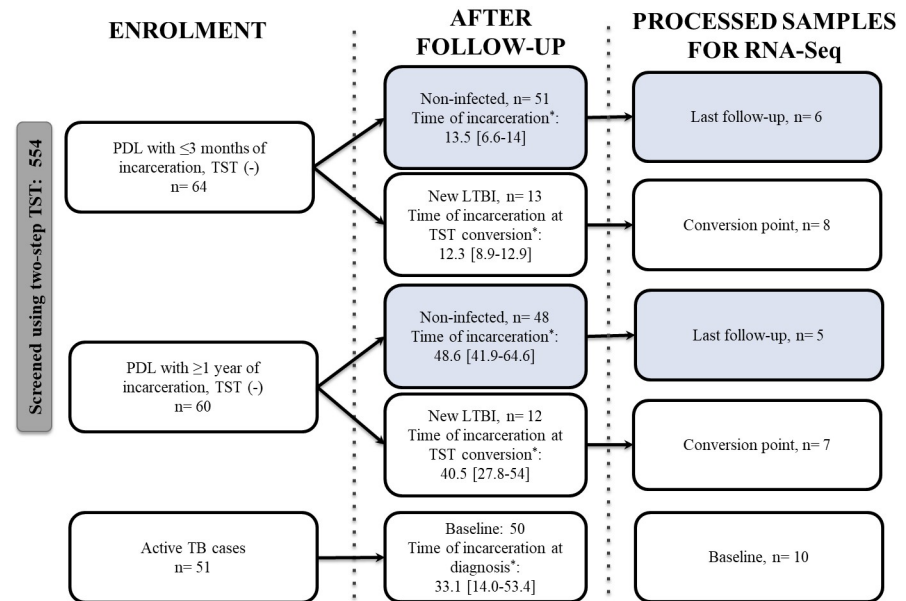 ENROLMENT
AFTER
FOLLOW-UP
PROCESSED SAMPLES
FOR RNA-Seq
Screened using two-step TST: 554
PDL with ≤3 months of
incarceration, TST (-)
n= 64
Non-infected, n= 51
Time of incarceration*:
13.5 [6.6-14]
Last follow-up, n= 6
New LTBI, n= 13
Time of incarceration at
TST conversion*:
12.3 [8.9-12.9]
Conversion point, n= 8
PDL with ≥1 year of
incarceration, TST (-)
n= 60
Non-infected, n= 48
Time of incarceration*:
48.6 [41.9-64.6]
Last follow-up, n= 5
New LTBI, n= 12
Time of incarceration at
TST conversion*:
40.5 [27.8-54]
Conversion point, n= 7
Active TB cases
n= 51
Baseline: 50
Time of incarceration at
diagnosis*:
33.1 [14.0-53.4]
Baseline, n= 10